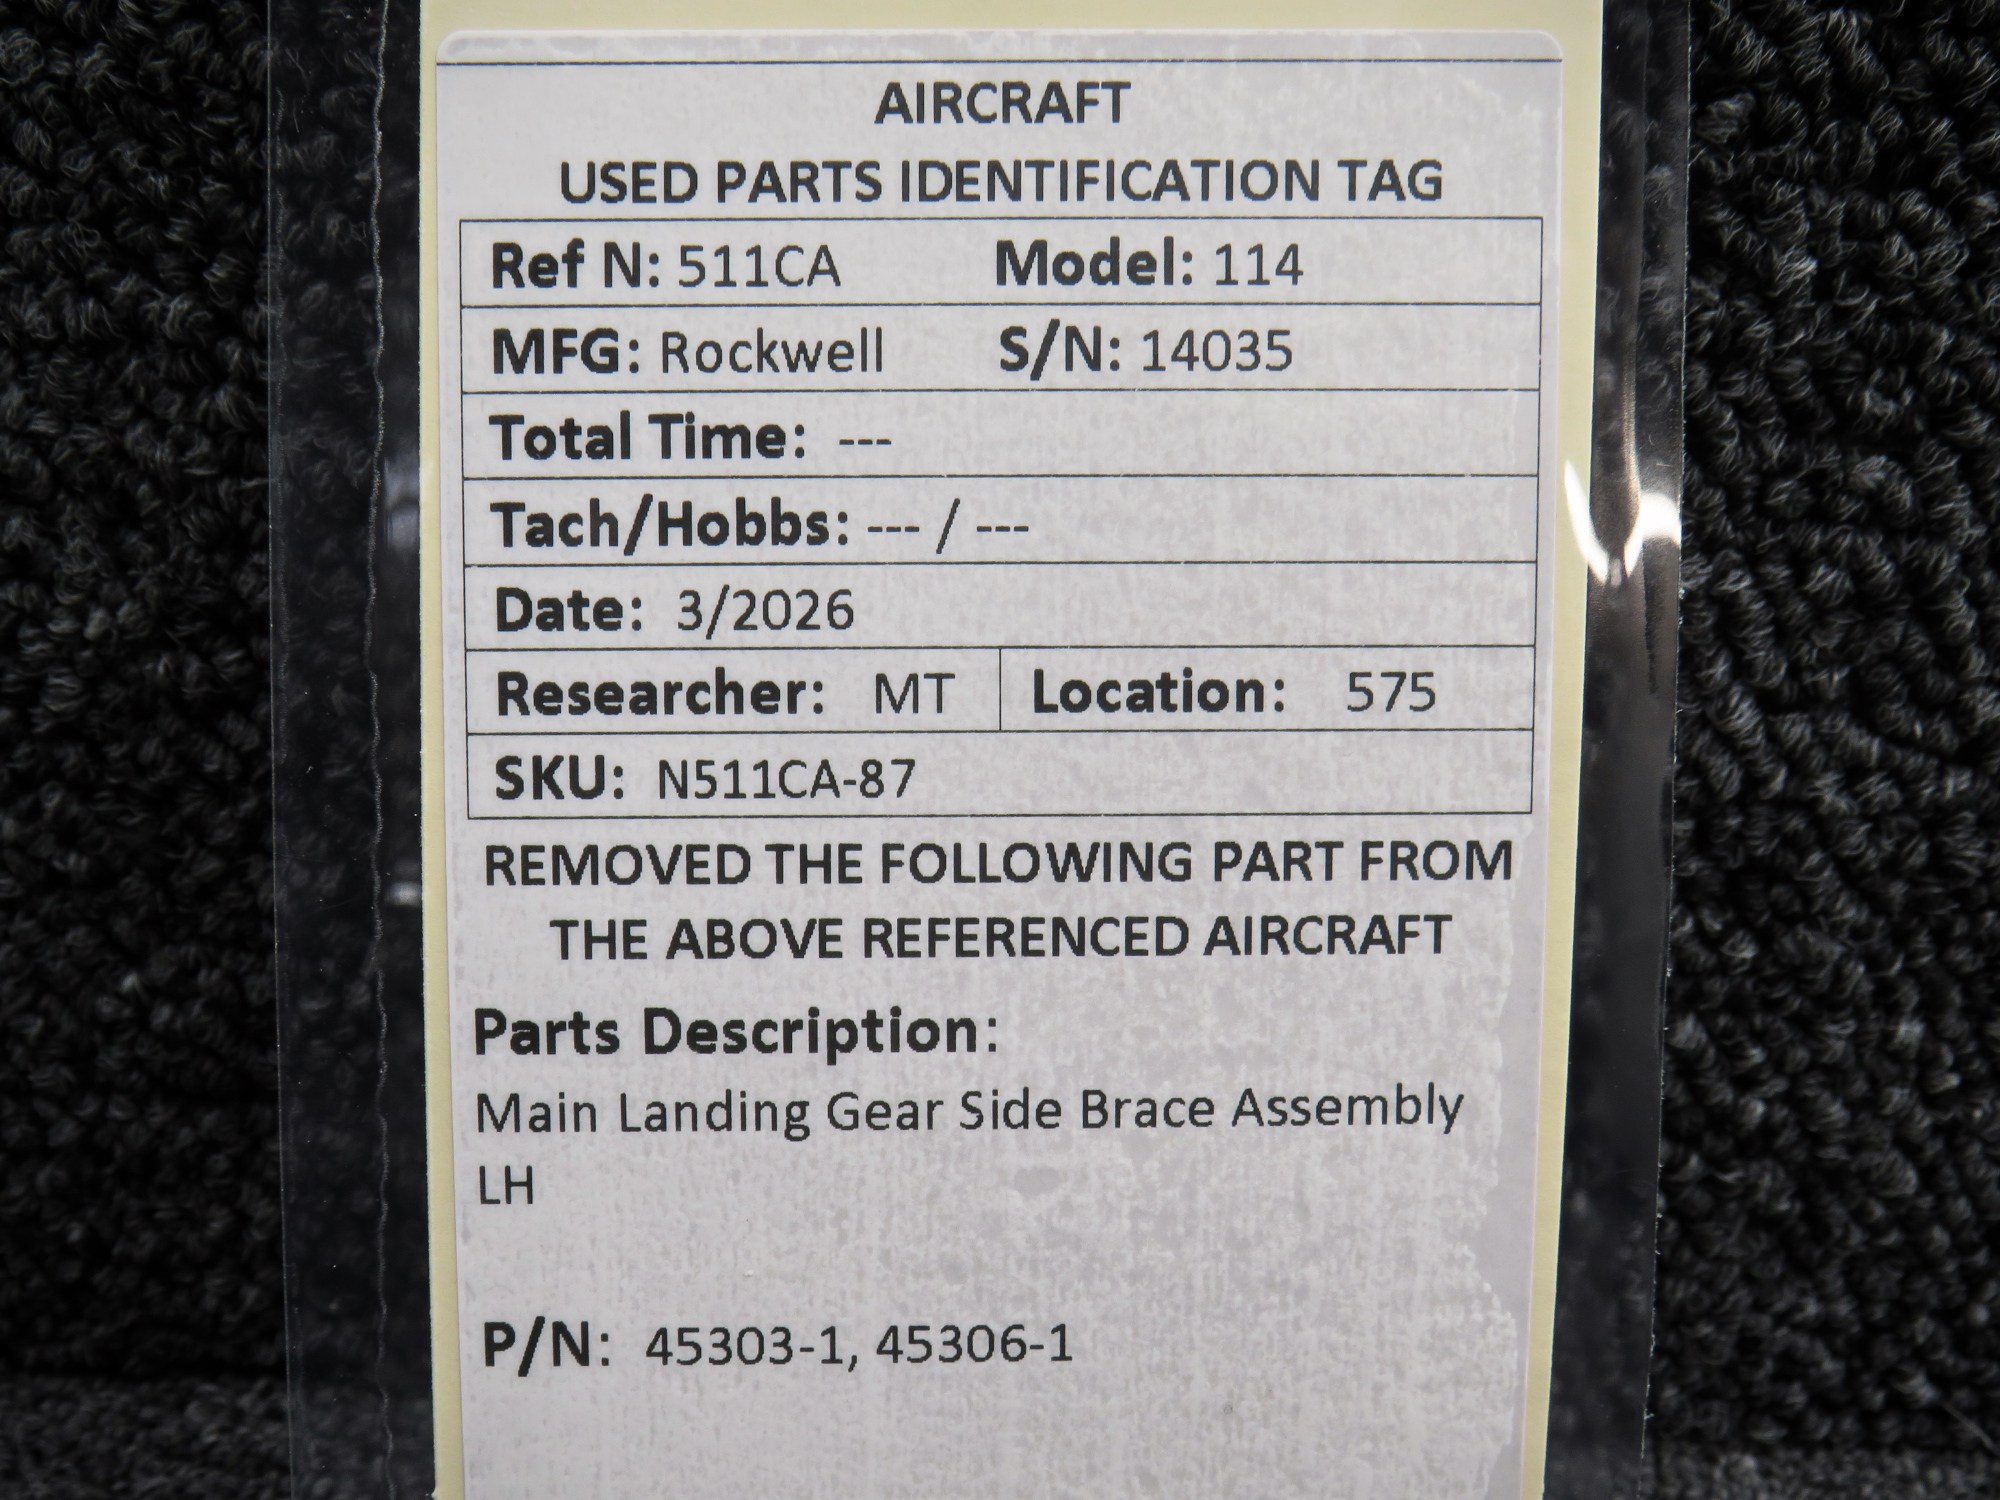 AIRCRAFT
USED PARTS IDENTIFICATION TAG
Ref N: 511CA Model: 114
MFG: Rockwell S/N: 14035
Total Time: ---
Tach/Hobbs: --- / ---
Date: 3/2026
Researcher: MT Location: 575
SKU: N511CA-87
REMOVED THE FOLLOWING PART FROM
THE ABOVE REFERENCED AIRCRAFT
Parts Description:
Main Landing Gear Side Brace Assembly
LH
P/N: 45303-1, 45306-1